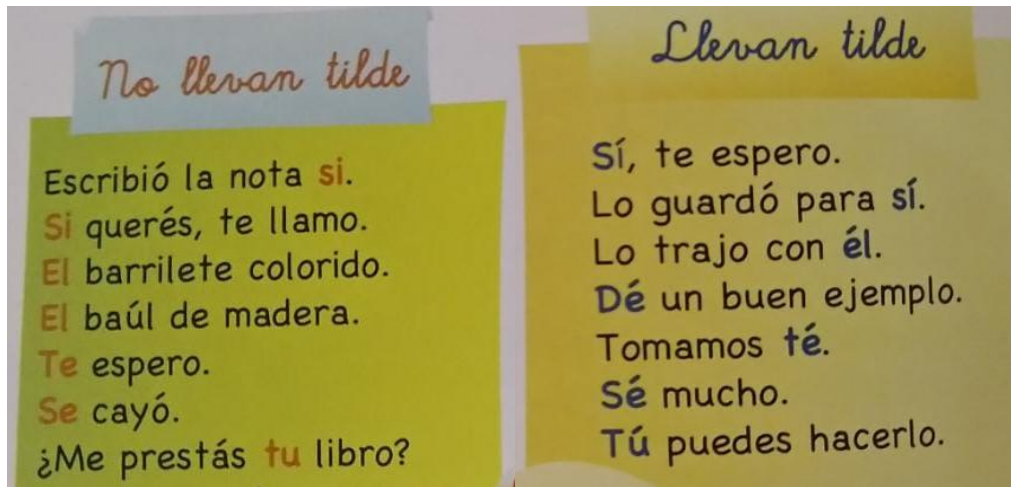 No llevan tilde
Escribió la nota si.
Si querés, te llamo.
El barrilete colorido.
El baúl de madera.
Te espero.
Se cayó.
¿Me prestás tu libro?
Llevan tilde
Sí, te espero.
Lo guardó para sí.
Lo trajo con él.
Dé un buen ejemplo.
Tomamos té.
Sé mucho.
Tú puedes hacerlo.